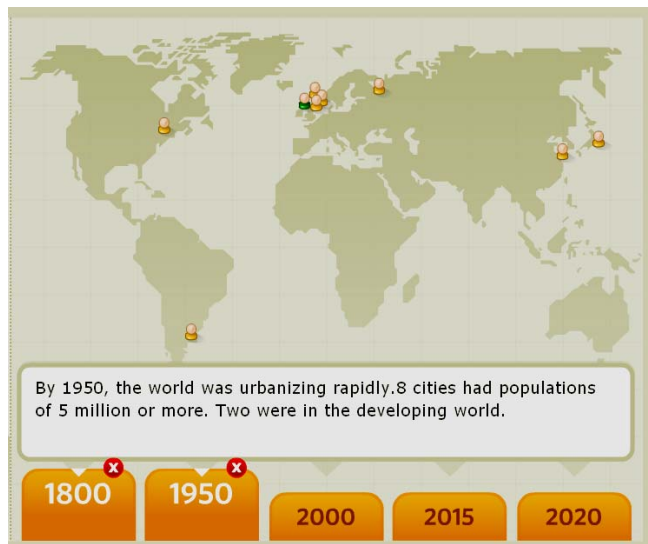 By 1950, the world was urbanizing rapidly.8 cities had populations
of 5 million or more. Two were in the developing world.
X
X
1800
1950
2000
2015
2020